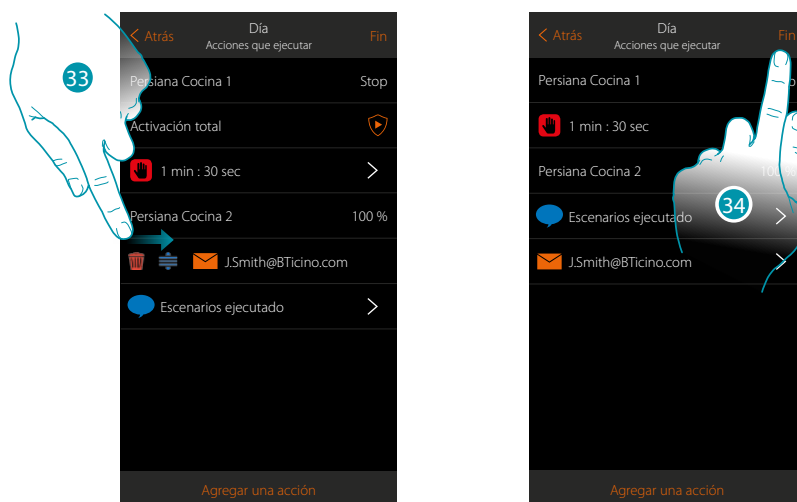 Atrás
Día
Fin
Acciones que ejecutar
33
Persiana Cocina 1
Stop
Activación total
1 min : 30 sec
Persiana Cocina 2
100 %
J.Smith@BTicino.com
Escenarios ejecutado
Agregar una acción
Atrás
Día
Fin
Acciones que ejecutar
Persiana Cocina 1
1 min : 30 sec
Persiana Cocina 2
100 %
34
Escenarios ejecutado
J.Smith@BTicino.com
Agregar una acción